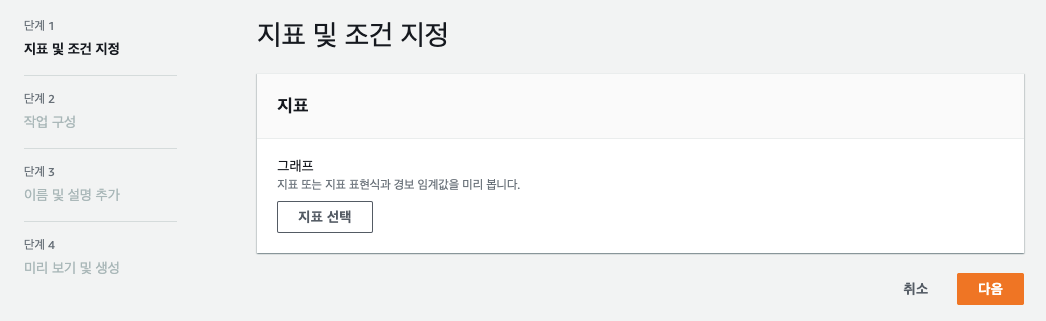 단계 1
지표 및 조건 지정
단계 2
작업 구성
단계 3
이름 및 설명 추가
단계 4
미리 보기 및 생성
지표 및 조건 지정
지표
그래프
지표 또는 지표 표현식과 경보 임계값을 미리 봅니다.
지표 선택
취소
다음